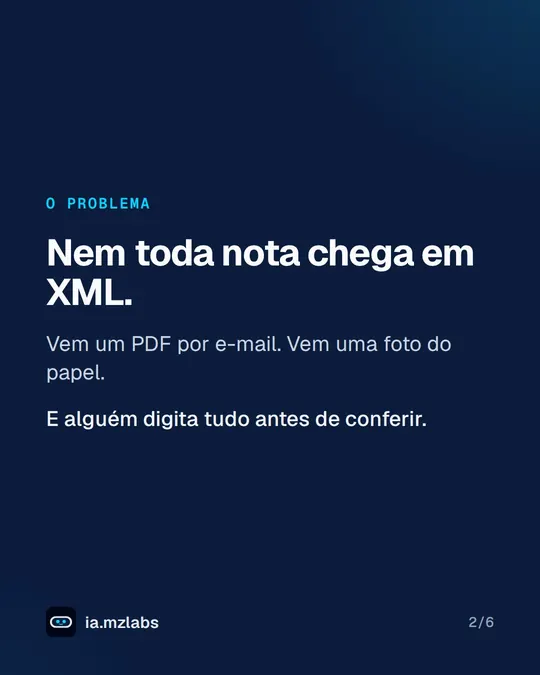 O PROBLEMA
Nem toda nota chega em
XML.
Vem um PDF por e-mail. Vem uma foto do
papel.
E alguém digita tudo antes de conferir.
ia.mzlabs
2/6